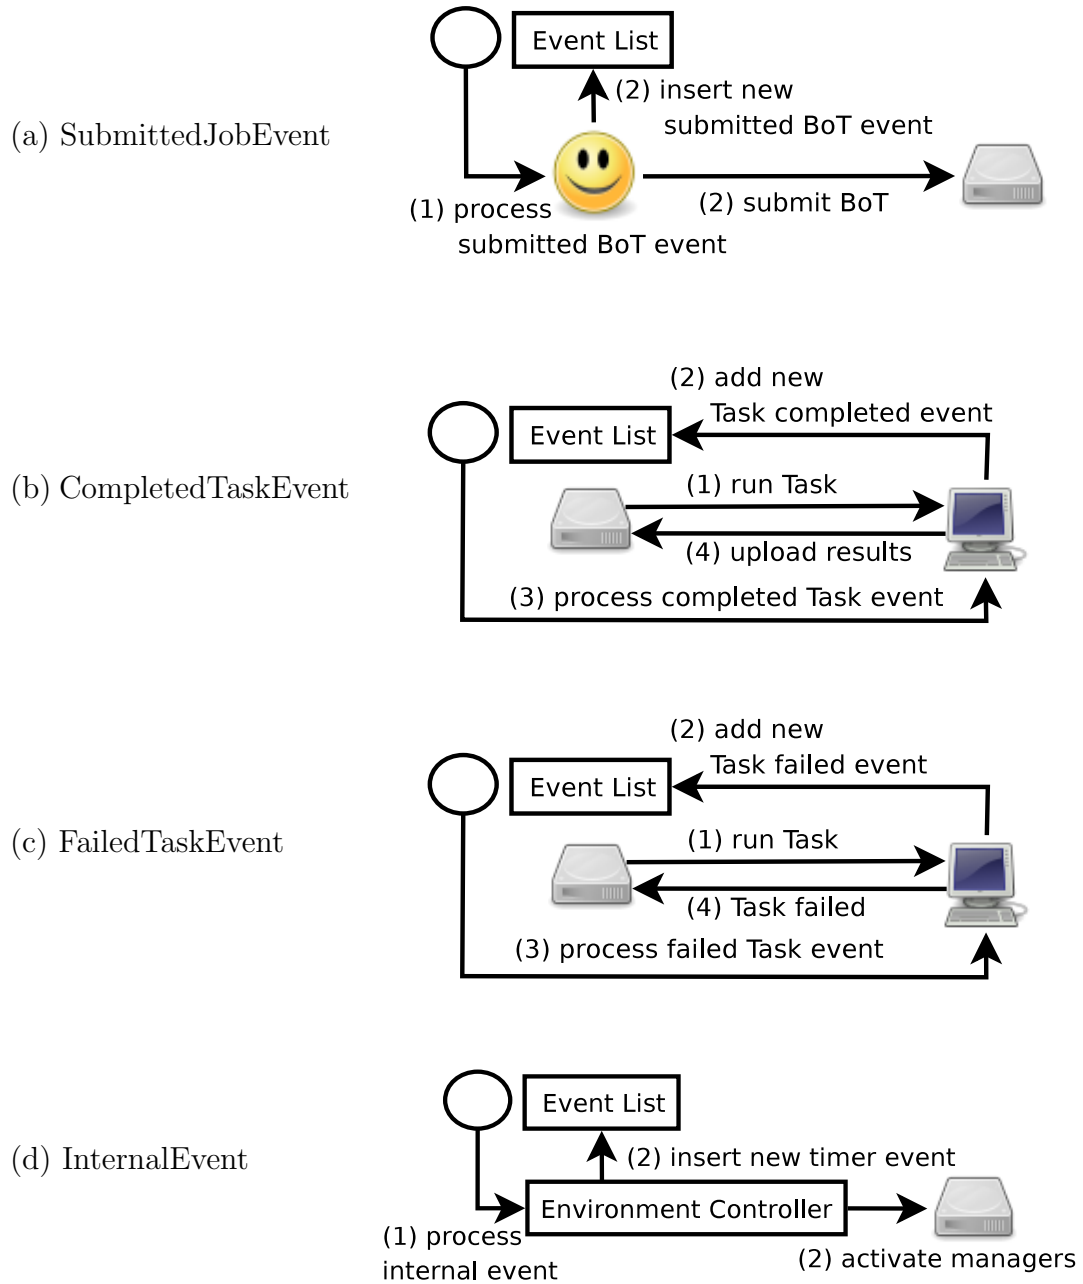 Event List
(2) insert new
submitted BoT event
(a) SubmittedJobEvent
(1) process
submitted BoT event
(2) submit BoT
(2) add new
Task completed event
Event List
(b) CompletedTaskEvent
(1) run Task
(4) upload results
(3) process completed Task event
(2) add new
Task failed event
Event List
(c) FailedTaskEvent
(1) run Task
(4) Task failed
(3) process failed Task event
Event List
(d) InternalEvent
(2) insert new timer event
Environment Controller
(1) process
internal event
(2) activate managers